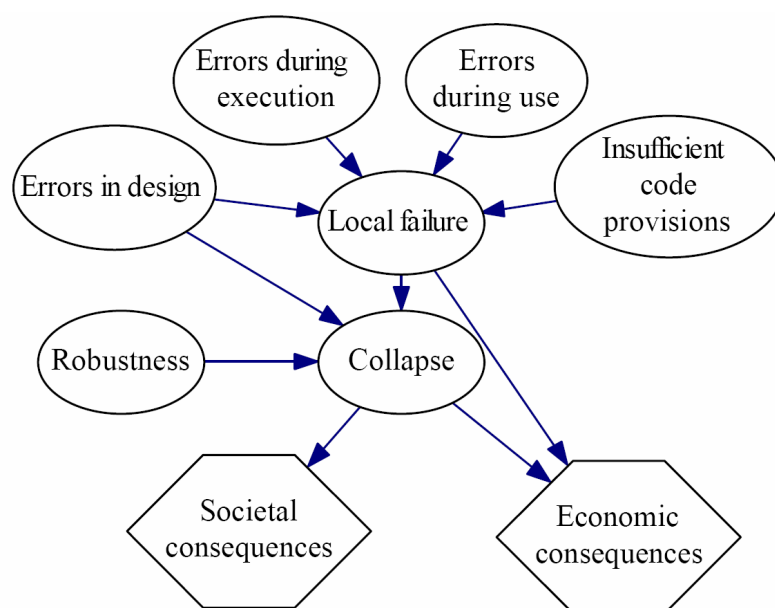 Errors during
execution
Errors
during use
Insufficient
code
provisions
Errors in design
Local failure
Robustness
Collapse
Societal
consequences
Economic
consequences